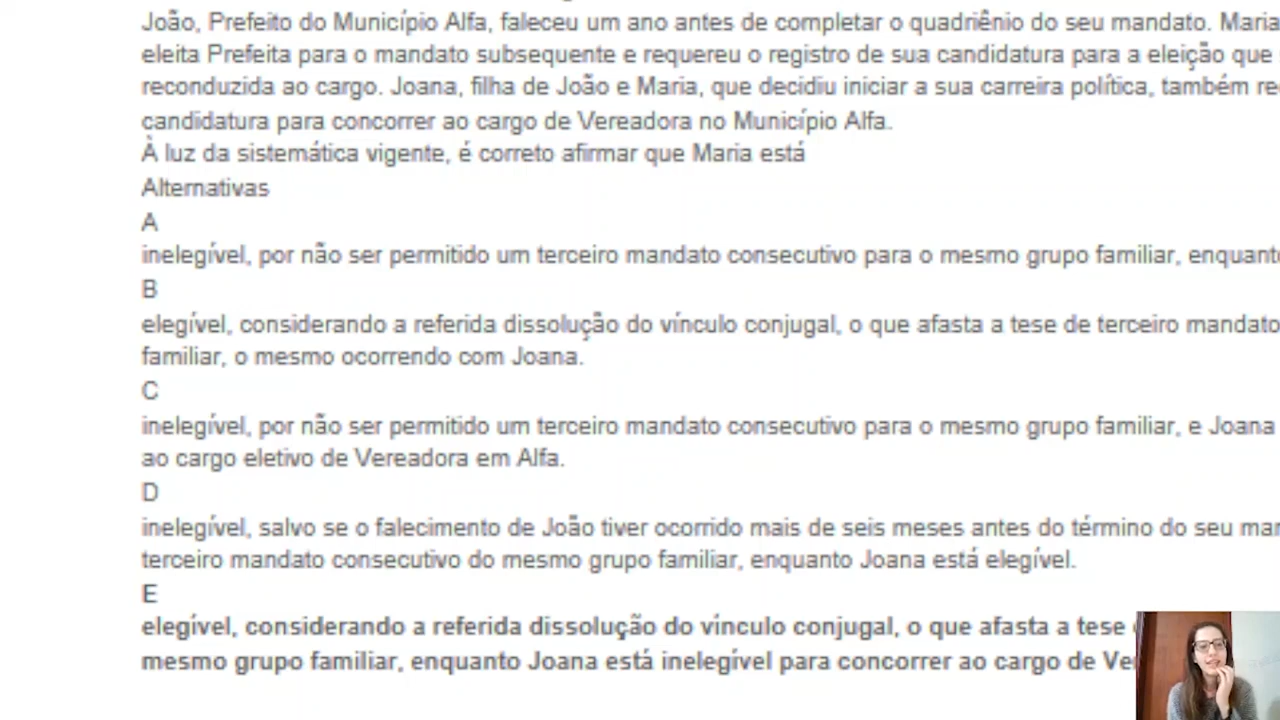 João, Prefeito do Município Alfa, faleceu um ano antes de completar o quadriênio do seu mandato. Maria
eleita Prefeita para o mandato subsequente e requereu o registro de sua candidatura para a eleição que
reconduzida ao cargo. Joana, filha de João e Maria, que decidiu iniciar a sua carreira política, também
candidatura para concorrer ao cargo de Vereadora no Município Alfa.
À luz da sistemática vigente, é correto afirmar que Maria está
Alternativas
A
inelegível, por não ser permitido um terceiro mandato consecutivo para o mesmo grupo familiar,
B
elegível, considerando a referida dissolução do vínculo conjugal, o que afasta a tese de terceiro mandato
familiar, o mesmo ocorrendo com Joana.
C
inelegível, por não ser permitido um terceiro mandato consecutivo para o mesmo grupo familiar, e Joana
ao cargo eletivo de Vereadora em Alfa.
D
inelegível, salvo se o falecimento de João tiver ocorrido mais de seis meses antes do término do seu
terceiro mandato consecutivo do mesmo grupo familiar, enquanto Joana está elegível.
E
elegível, considerando a referida dissolução do vínculo conjugal, o que afasta a tese
mesmo grupo familiar, enquanto Joana está inelegível para concorrer ao cargo de